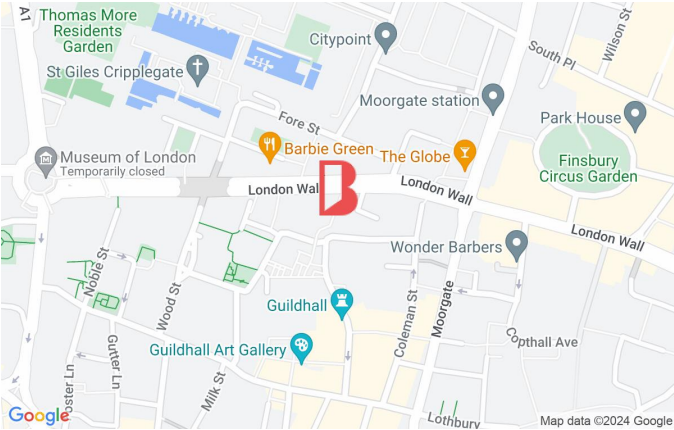 A1
Thomas More
Residents
Garden
Citypoint
Wilson St
South Pl
St Giles Cripplegate
Moorgate station
Fore St
Park House
Barbie Green
The Globe
Finsbury
Circus Garden
Museum of London
Temporarily closed
London Wall
B
London Wall
London Wall
Wonder Barbers
Noble St
Wood St
Guildhall
Coleman St
Moorgate
Copthall Ave
Gutter Ln
Guildhall Art Gallery
Milk St
Google
Lothbury
Map data ©2024 Google